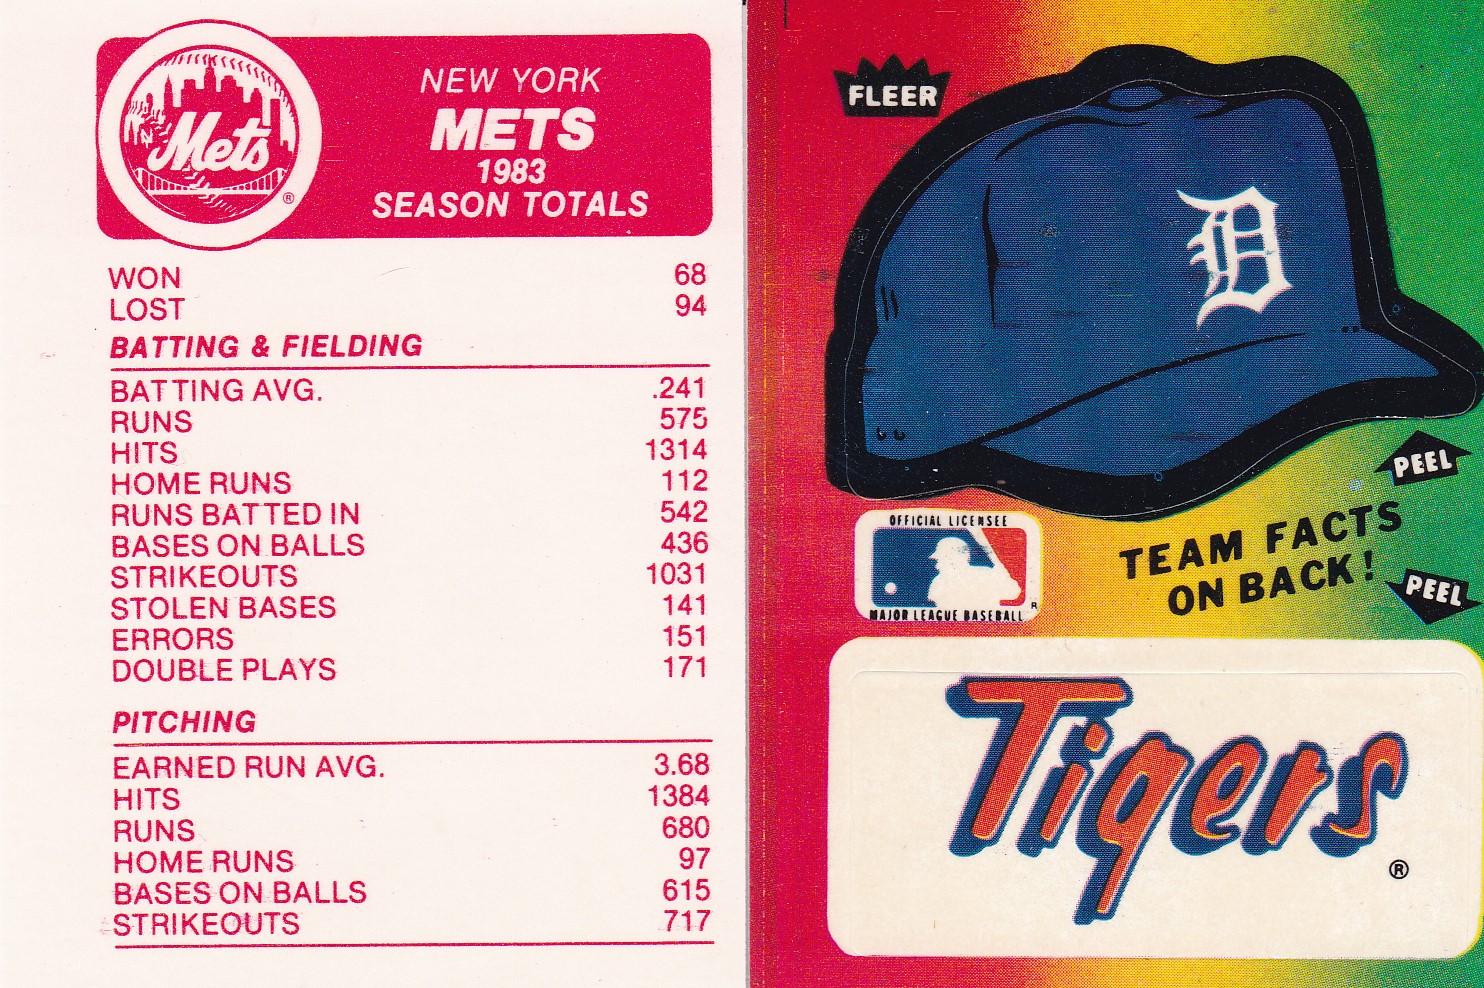 Mets
NY
®
NEW YORK
METS
1983
SEASON TOTALS
WON 68
LOST 94
BATTING & FIELDING
BATTING AVG. .241
RUNS 575
HITS 1314
HOME RUNS 112
RUNS BATTED IN 542
BASES ON BALLS 436
STRIKEOUTS 1031
STOLEN BASES 141
ERRORS 151
DOUBLE PLAYS 171
PITCHING
EARNED RUN AVG. 3.68
HITS 1384
RUNS 680
HOME RUNS 97
BASES ON BALLS 615
STRIKEOUTS 717
FLEER
D
PEEL
OFFICIAL LICENSEE
MAJOR LEAGUE BASEBALL
R
TEAM FACTS
ON BACK!
PEEL
Tigers
®